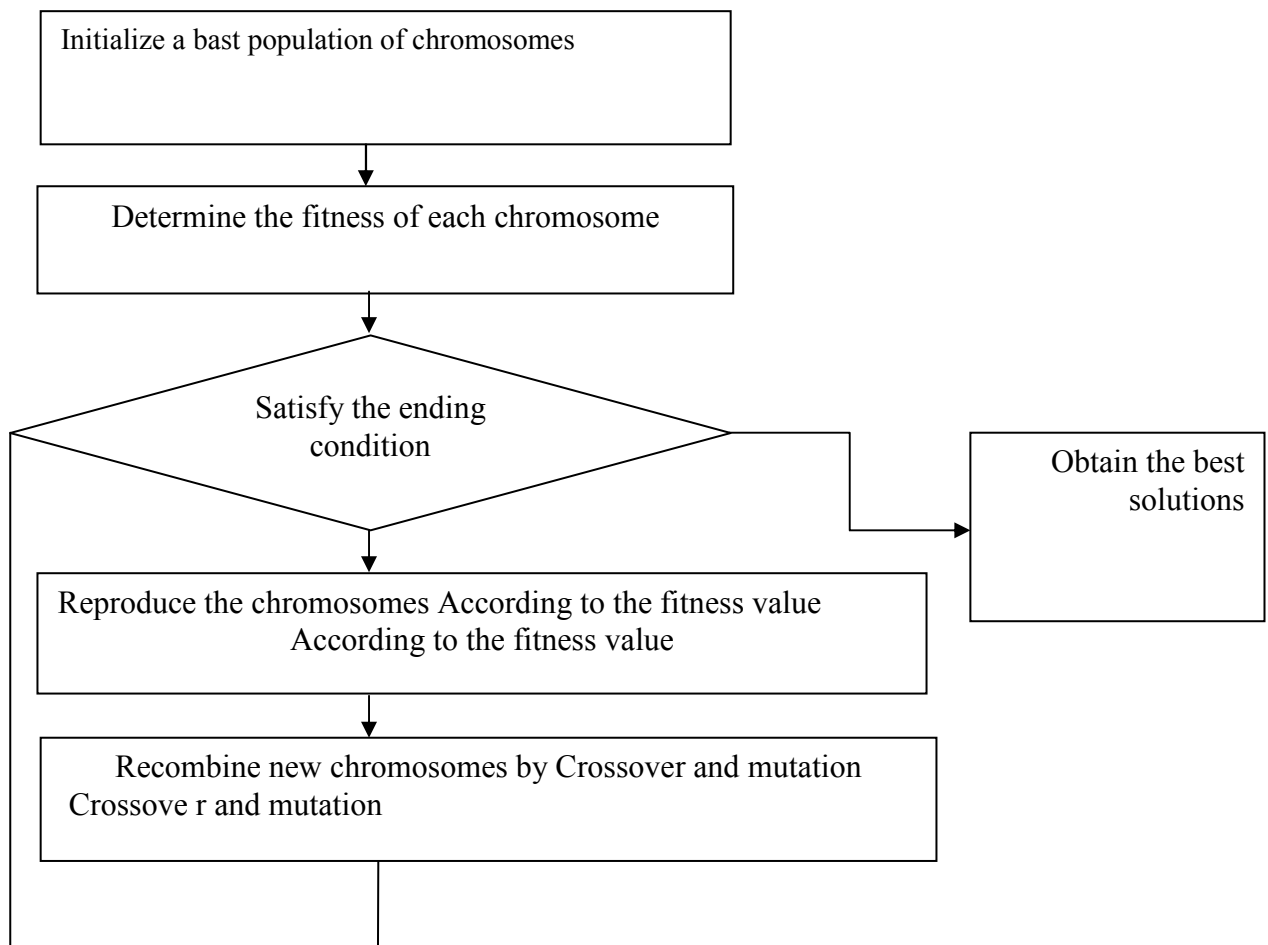 Initialize a bast population of chromosomes
Determine the fitness of each chromosome
Satisfy the ending
condition
Obtain the best
solutions
Reproduce the chromosomes According to the fitness value
According to the fitness value
Recombine new chromosomes by Crossover and mutation
Crossove r and mutation